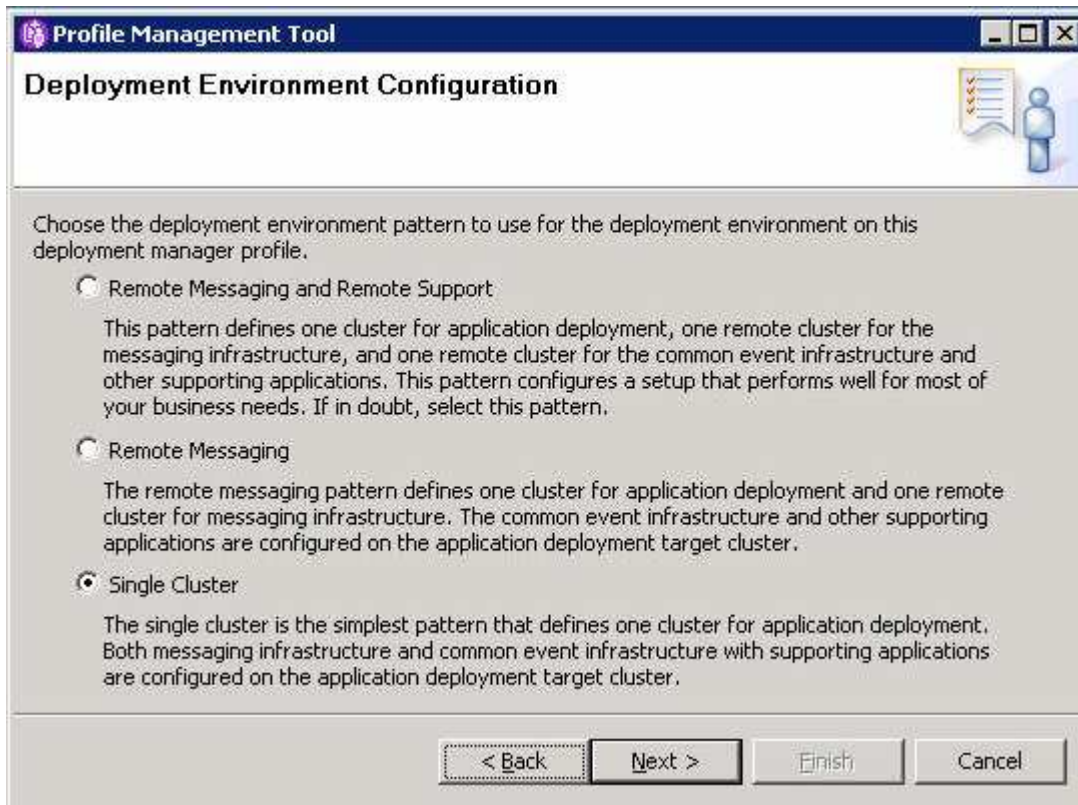 Profile Management Tool
Deployment Environment Configuration
Choose the deployment environment pattern to use for the deployment environment on this
deployment manager profile.
Remote Messaging and Remote Support
This pattern defines one cluster for application deployment, one remote cluster for the
messaging infrastructure, and one remote cluster for the common event infrastructure and
other supporting applications. This pattern configures a setup that performs well for most of
your business needs. If in doubt, select this pattern.
Remote Messaging
The remote messaging pattern defines one cluster for application deployment and one remote
cluster for messaging infrastructure. The common event infrastructure and other supporting
applications are configured on the application deployment target cluster.
Single Cluster
The single cluster is the simplest pattern that defines one cluster for application deployment.
Both messaging infrastructure and common event infrastructure with supporting applications
are configured on the application deployment target cluster.
< Back Next > Finish Cancel